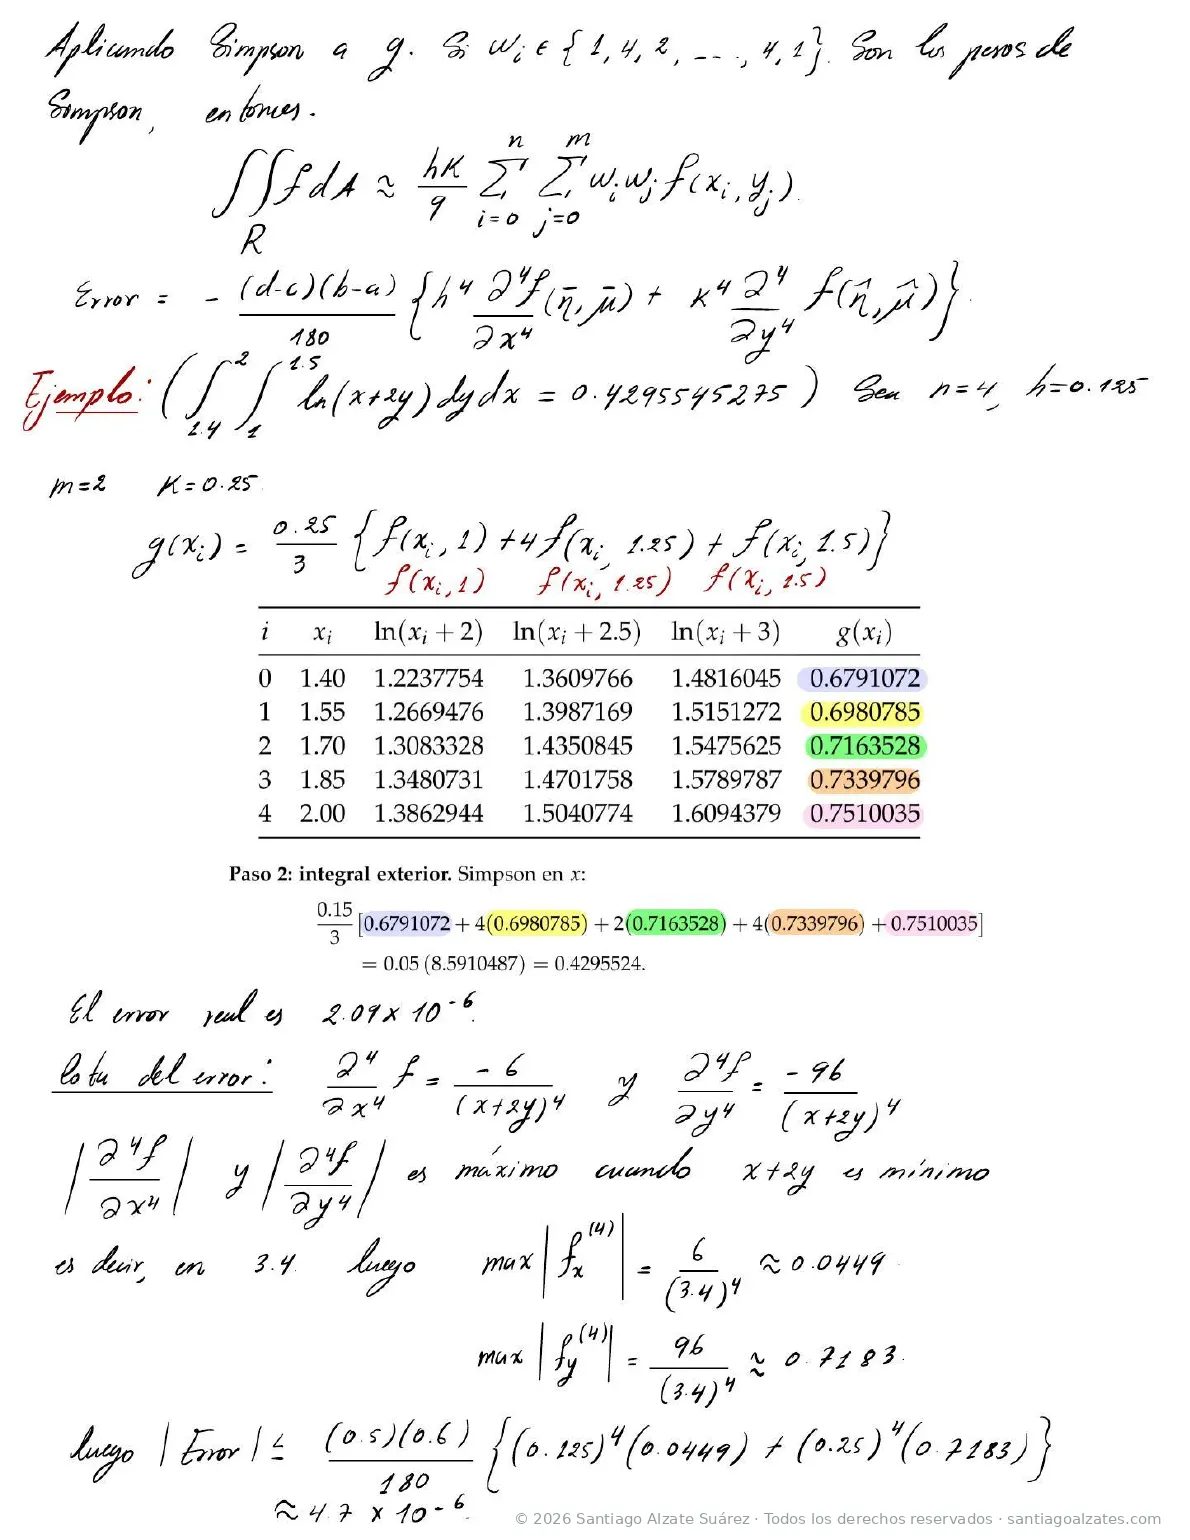 Aplicando Simpson a g. Si w_i ∈ {1, 4, 2, ..., 4, 1}. Son los pesos de
Simpson, entonces.
∬_R f dA ≈ hK/9 Σ_{i=0}^{n} Σ_{j=0}^{m} w_i w_j f(x_i, y_j).
Error = - (d-c)(b-a)/180 {h^4 ∂^4f/∂x^4 (η̄, μ̄) + K^4 ∂^4/∂y^4 f(η̂, μ̂)}.
Ejemplo: (∫_{1.4}^{2} ∫_{1}^{1.5} ln(x+2y) dy dx = 0.4295545275) Sea n=4, h=0.125
m=2 K=0.25
g(x_i) = 0.25/3 {f(x_i, 1) + 4f(x_i, 1.25) + f(x_i, 1.5)}
f(x_i, 1) f(x_i, 1.25) f(x_i, 1.5)
i x_i ln(x_i + 2) ln(x_i + 2.5) ln(x_i + 3) g(x_i)
0 1.40 1.2237754 1.3609766 1.4816045 0.6791072
1 1.55 1.2669476 1.3987169 1.5151272 0.6980785
2 1.70 1.3083328 1.4350845 1.5475625 0.7163528
3 1.85 1.3480731 1.4701758 1.5789787 0.7339796
4 2.00 1.3862944 1.5040774 1.6094379 0.7510035
Paso 2: integral exterior. Simpson en x:
0.15/3 [0.6791072 + 4(0.6980785) + 2(0.7163528) + 4(0.7339796) + 0.7510035]
= 0.05 (8.5910487) = 0.4295524.
El error real es 2.09 x 10^-6.
Cota del error: ∂^4/∂x^4 f = -6/(x+2y)^4 y ∂^4f/∂y^4 = -96/(x+2y)^4
|∂^4f/∂x^4| y |∂^4f/∂y^4| es máximo cuando x+2y es mínimo
es decir, en 3.4 luego max |f_x^(4)| = 6/(3.4)^4 ≈ 0.0449
max |f_y^(4)| = 96/(3.4)^4 ≈ 0.7183.
luego |Error| ≤ (0.5)(0.6)/180 {(0.125)^4(0.0449) + (0.25)^4(0.7183)}
≈ 4.7 x 10^-6.
© 2026 Santiago Alzate Suárez · Todos los derechos reservados · santiagoalzates.com